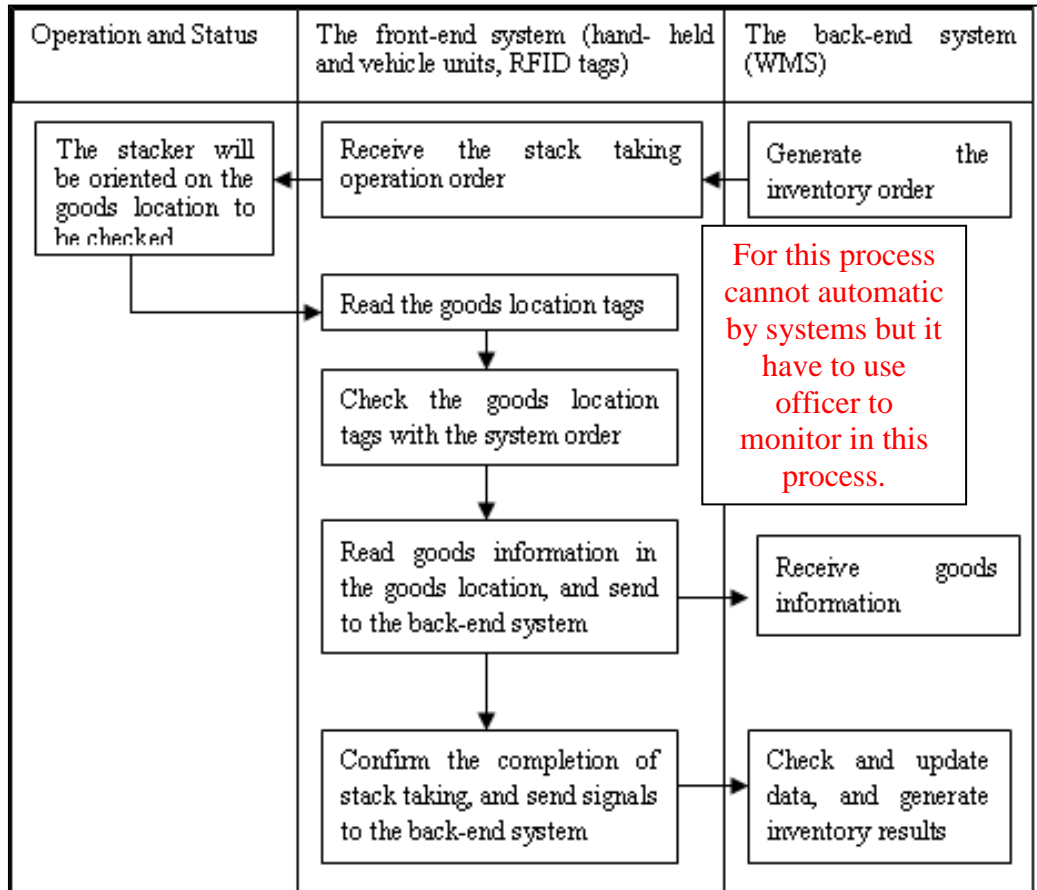 Operation and Status
The front-end system (hand- held
and vehicle units, RFID tags)
The back-end system
(WMS)
The stacker will
be oriented on the
goods location to
be checked
Receive the stack taking
operation order
Generate the
inventory order
For this process
cannot automatic
by systems but it
have to use
officer to
monitor in this
process.
Read the goods location tags
Check the goods location
tags with the system order
Read goods information in
the goods location, and send
to the back-end system
Receive goods
information
Confirm the completion of
stack taking, and send signals
to the back-end system
Check and update
data, and generate
inventory results